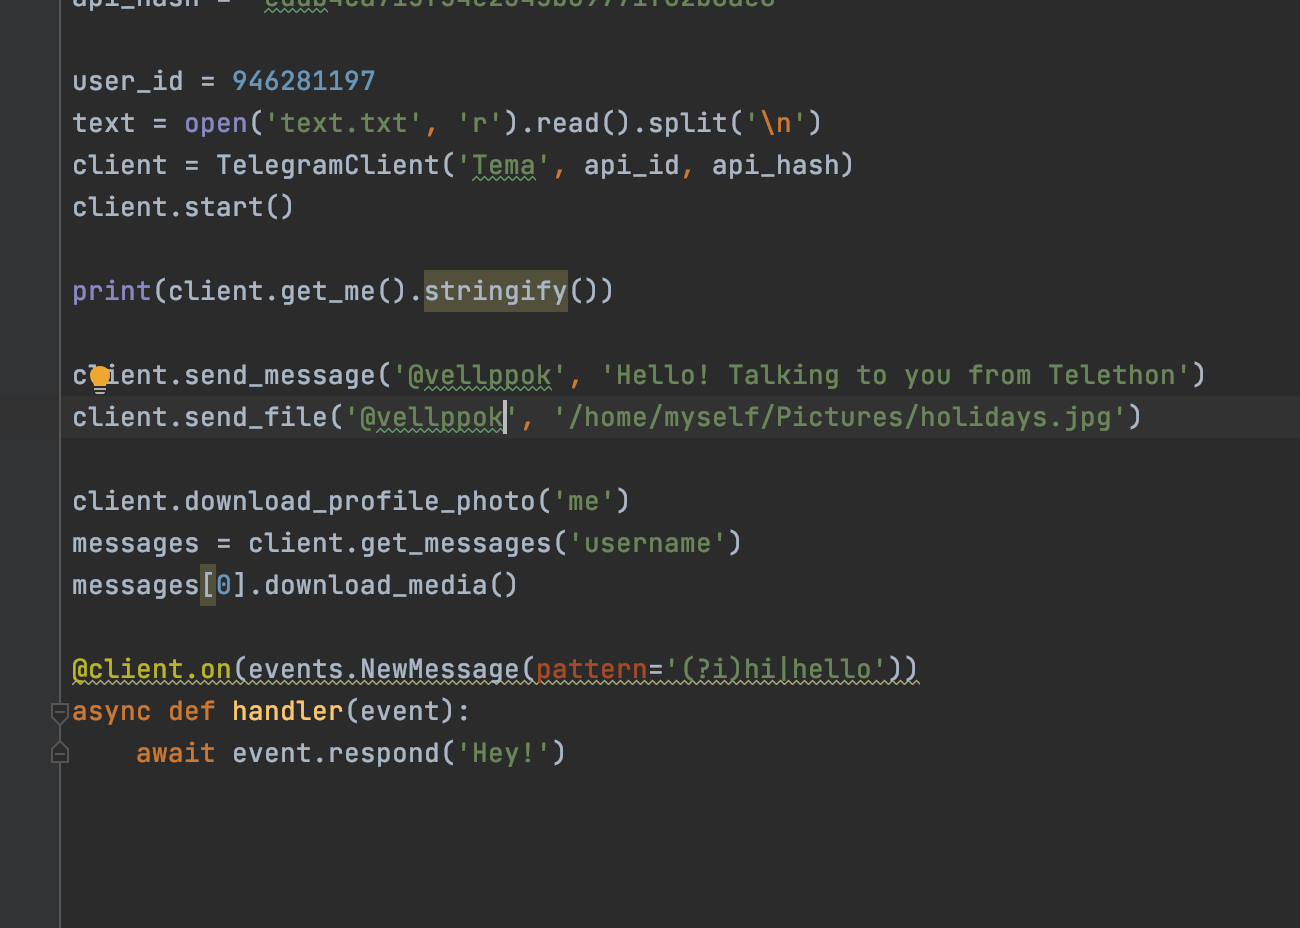 user_id = 946281197
text = open('text.txt', 'r').read().split('\n')
client = TelegramClient('Tema', api_id, api_hash)
client.start()
print(client.get_me().stringify())
client.send_message('@vellppok', 'Hello! Talking to you from Telethon')
client.send_file('@vellppok', '/home/myself/Pictures/holidays.jpg')
client.download_profile_photo('me')
messages = client.get_messages('username')
messages[0].download_media()
@client.on(events.NewMessage(pattern='(?i)hi|hello'))
async def handler(event):
    await event.respond('Hey!')